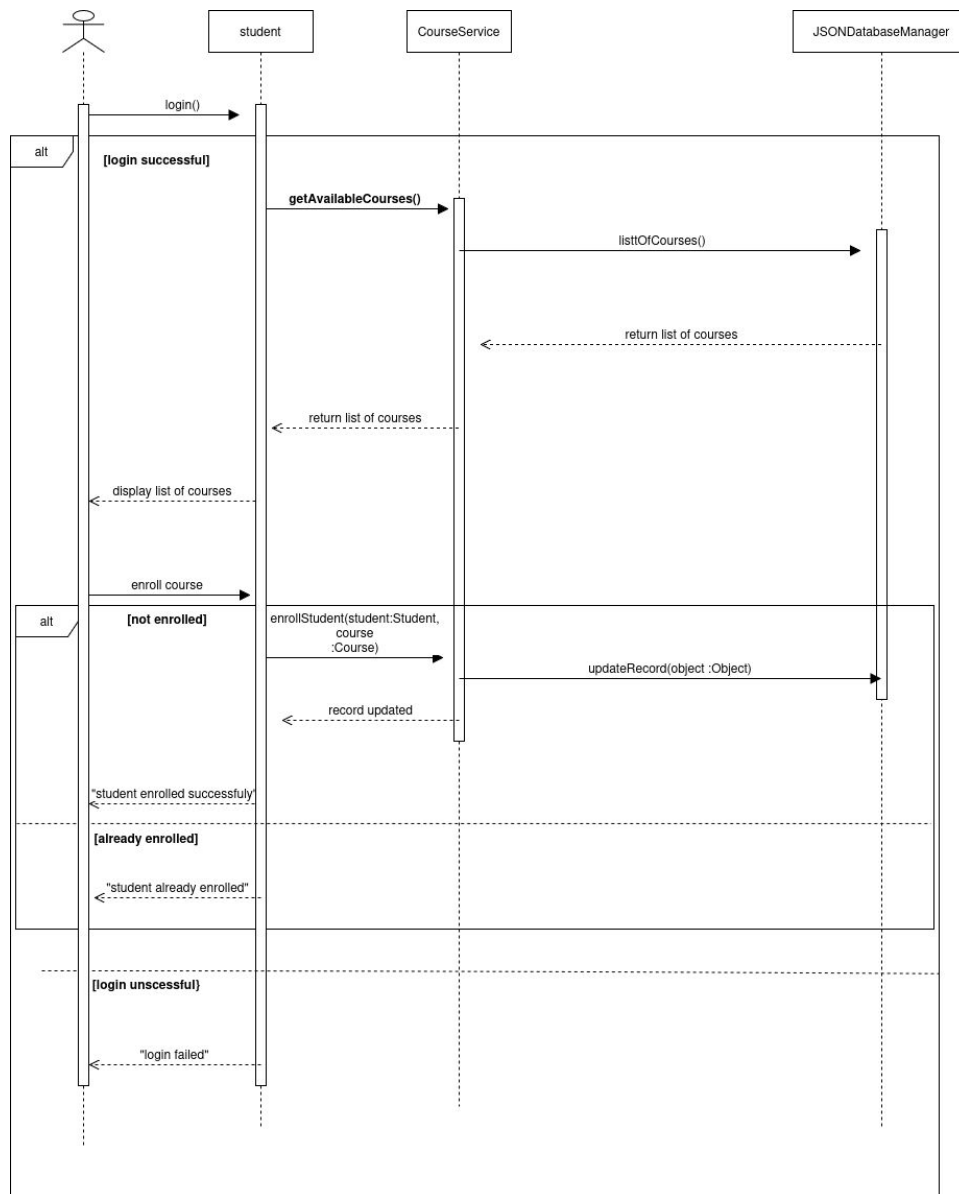 student
CourseService
JSONDatabaseManager
login()
alt
[login successful]
getAvailableCourses()
listtOfCourses()
return list of courses
return list of courses
display list of courses
enroll course
alt
[not enrolled]
enrollStudent(student:Student,
course
:Course)
updateRecord(object :Object)
record updated
"student enrolled successfuly"
[already enrolled]
"student already enrolled"
[login unscessful}
"login failed"